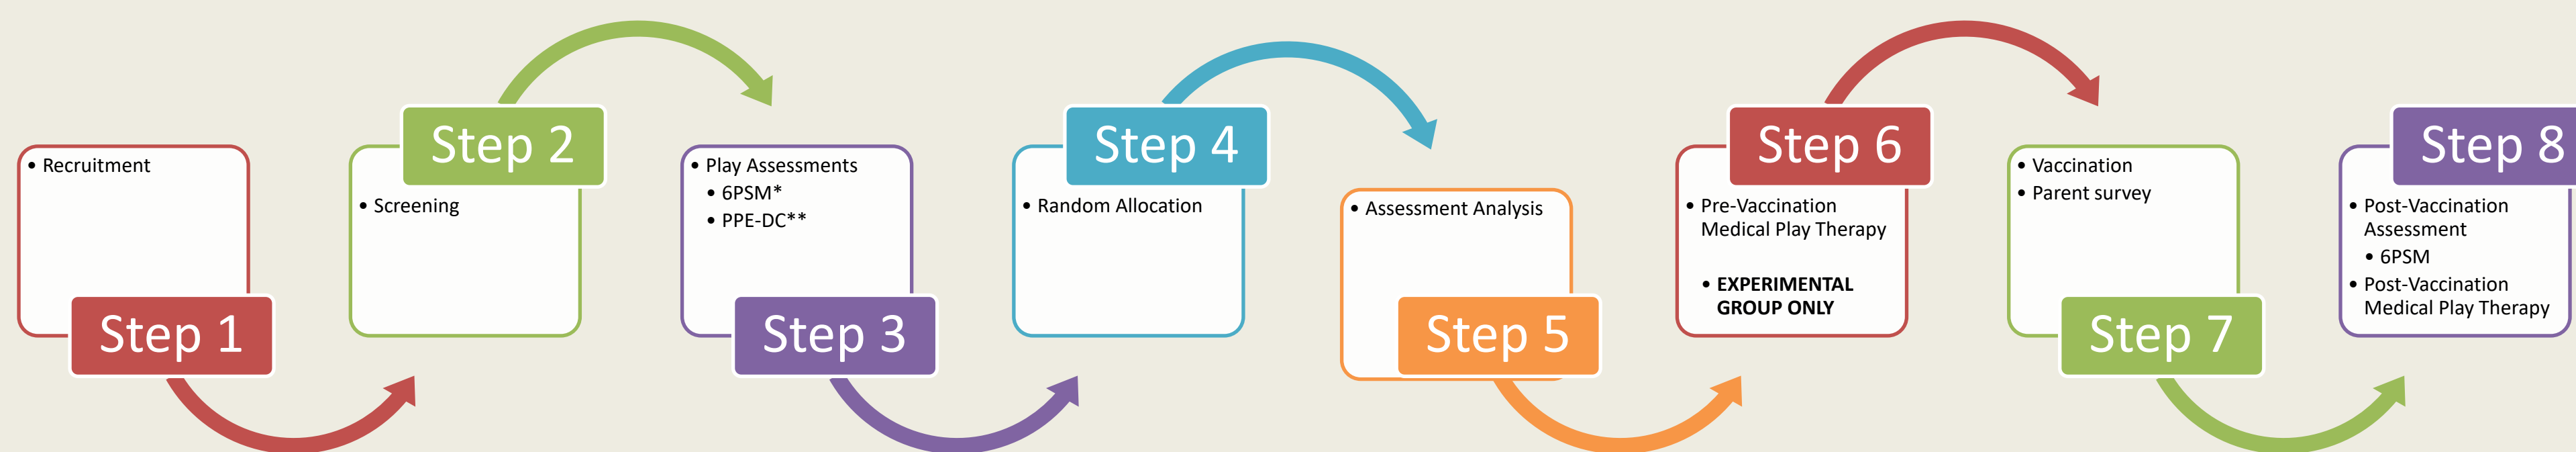 • Recruitment
Step 1
Step 2
• Screening
• Play Assessments
• 6PSM*
• PPE-DC**
Step 3
Step 4
• Random Allocation
• Assessment Analysis
Step 5
Step 6
• Pre-Vaccination
Medical Play Therapy
• EXPERIMENTAL
GROUP ONLY
• Vaccination
• Parent survey
Step 7
Step 8
• Post-Vaccination
Assessment
• 6PSM
• Post-Vaccination
Medical Play Therapy